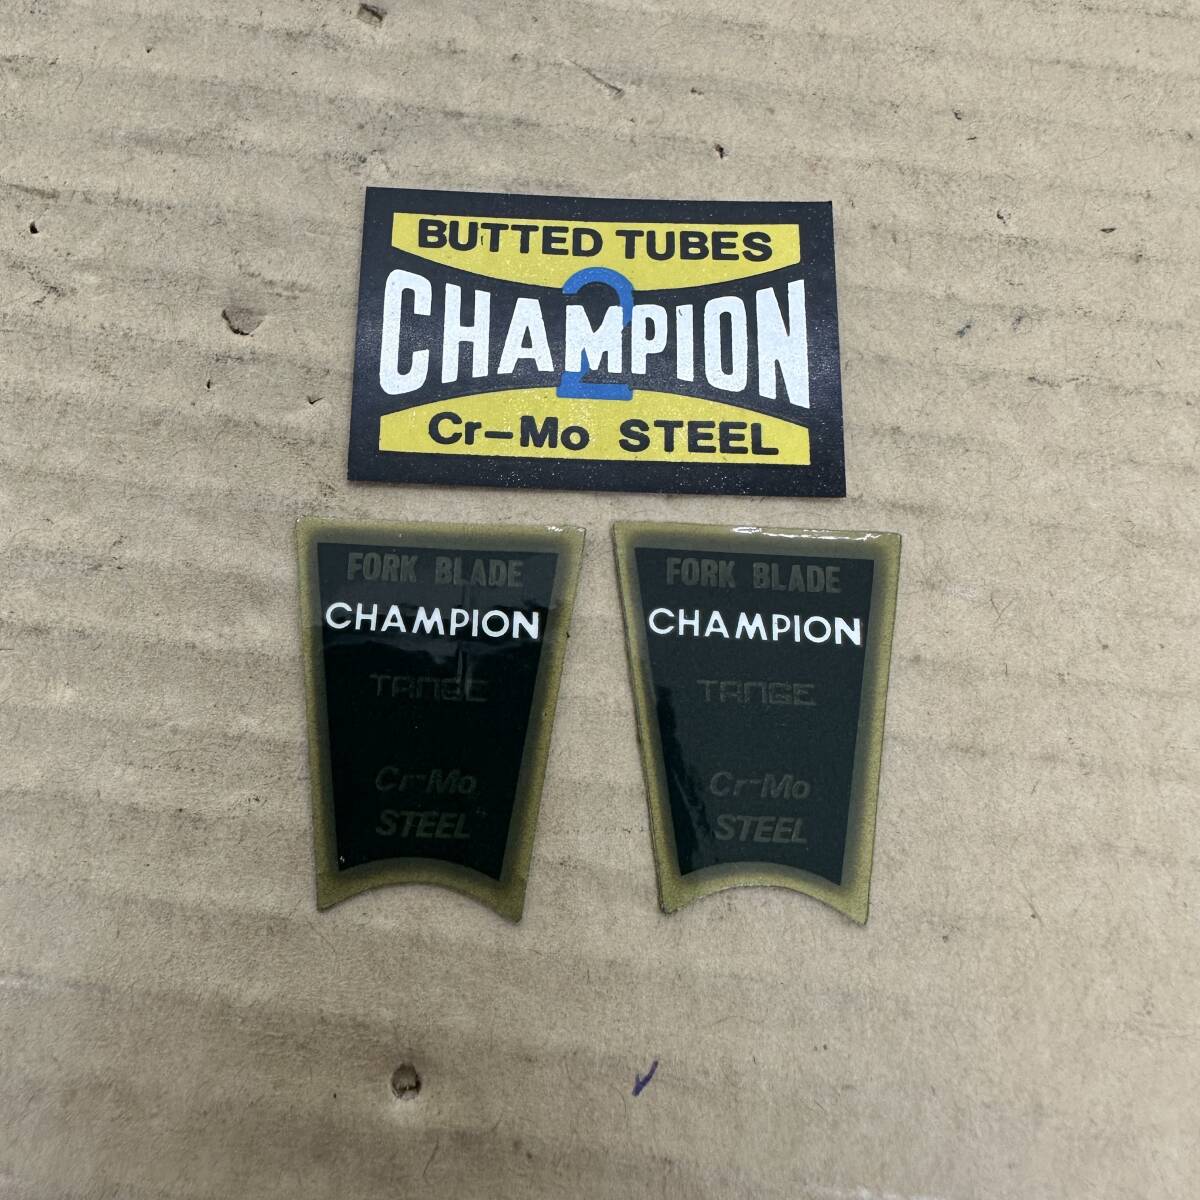 BUTTED TUBES
2
CHAMPION
Cr-Mo STEEL
FORK BLADE
CHAMPION
TANGE
Cr-Mo
STEEL
FORK BLADE
CHAMPION
TANGE
Cr-Mo
STEEL